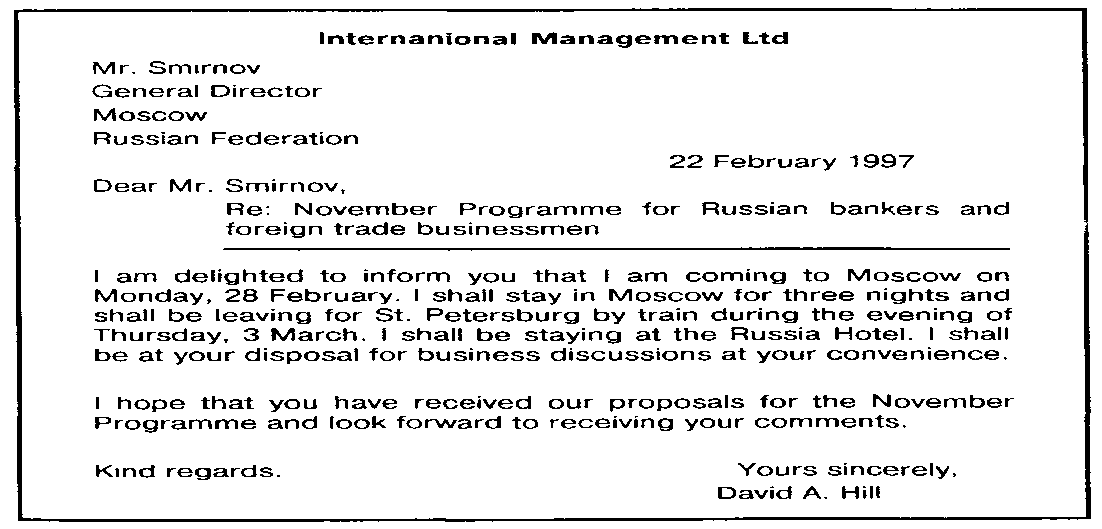 Internanional Management Ltd
Mr. Smirnov
General Director
Moscow
Russian Federation
22 February 1997
Dear Mr. Smirnov,
Re: November Programme for Russian bankers and
foreign trade businessmen
I am delighted to inform you that I am coming to Moscow on
Monday, 28 February. I shall stay in Moscow for three nights and
shall be leaving for St. Petersburg by train during the evening of
Thursday, 3 March. I shall be staying at the Russia Hotel. I shall
be at your disposal for business discussions at your convenience.
I hope that you have received our proposals for the November
Programme and look forward to receiving your comments.
Kind regards.
Yours sincerely,
David A. Hill